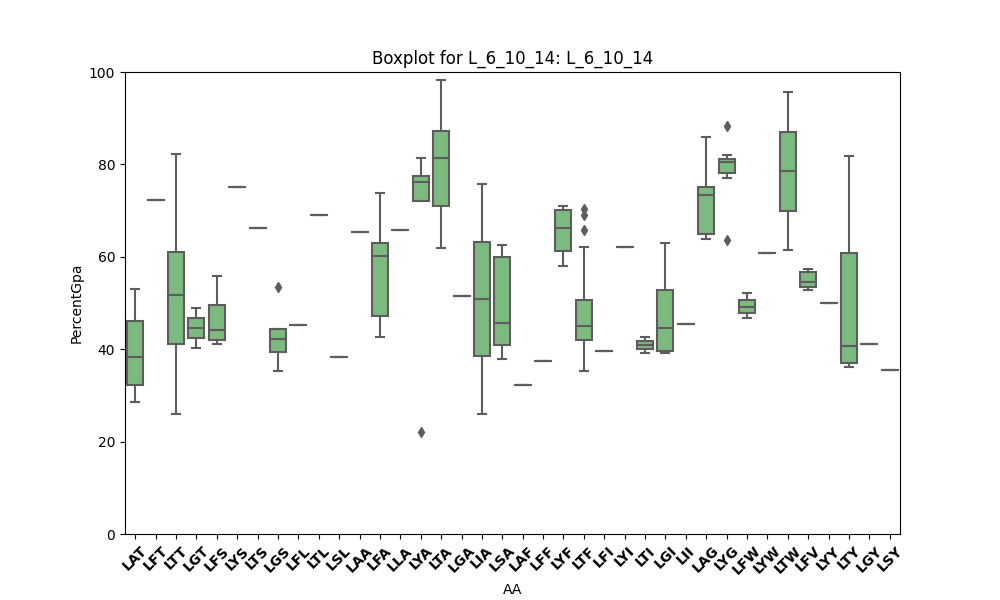 Boxplot for L_6_10_14: L_6_10_14
PercentGpa
100
80
60
40
20
0
LAT LFT LTT LGT LFS LYS LTS LGS LFL LTL LSL LAA LFA LLA LYA LTA LGA LIA LSA LAF LFF LYF LTF LFI LYI LTI LGI LII LAG LYG LFW LYW LTW LFV LYY LTY LGY LSY
AA